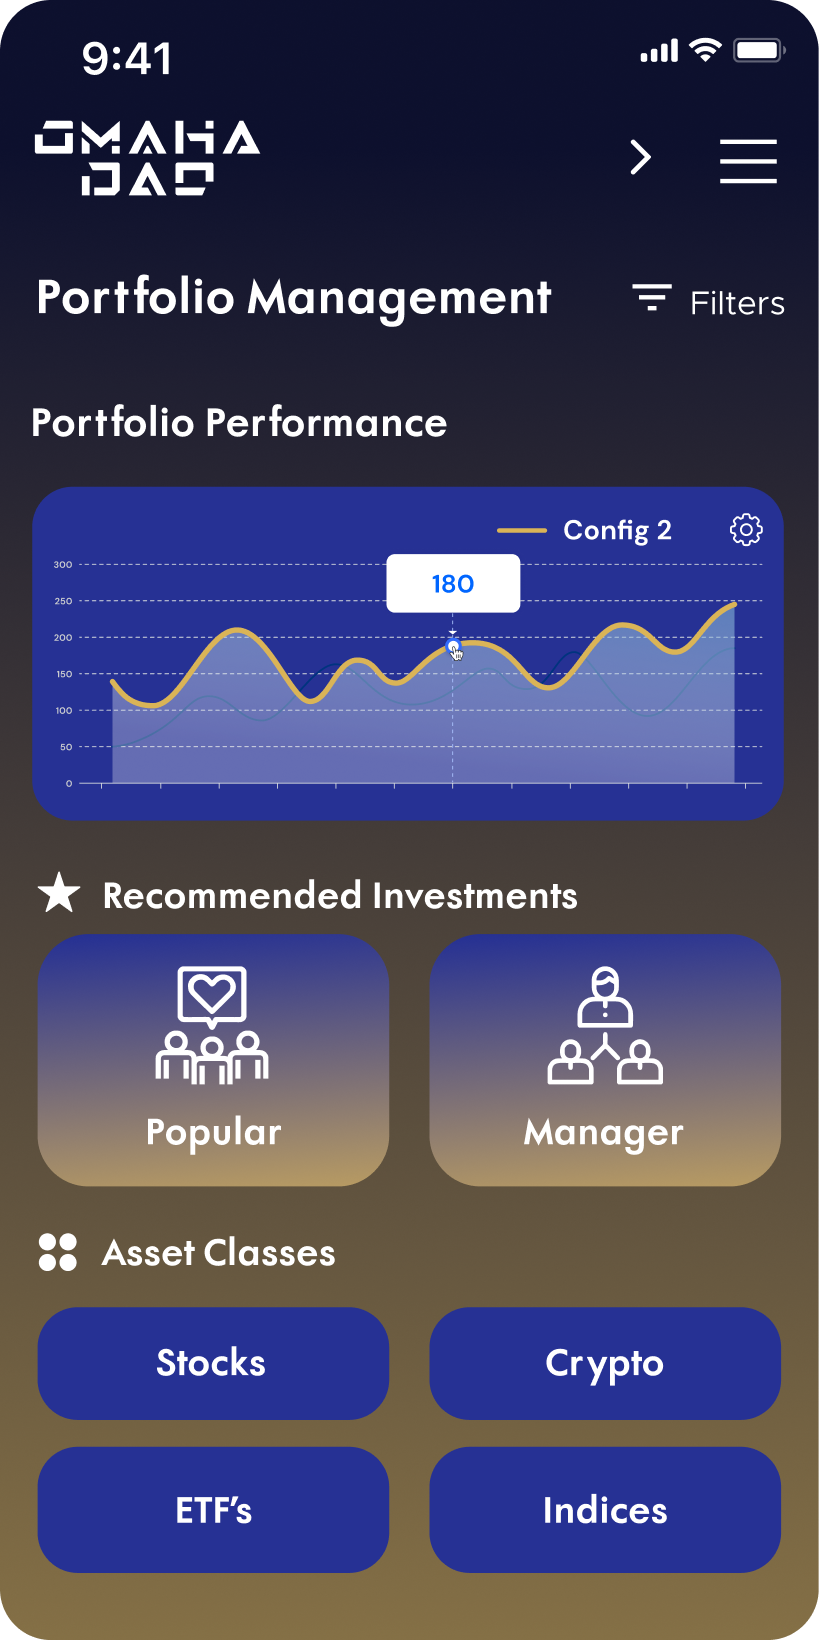 9:41
OMAHA
DAO
Portfolio Management
Filters
Portfolio Performance
Config 2
300
250
200
150
100
50
0
180
Recommended Investments
Popular
Manager
Asset Classes
Stocks
Crypto
ETF’s
Indices